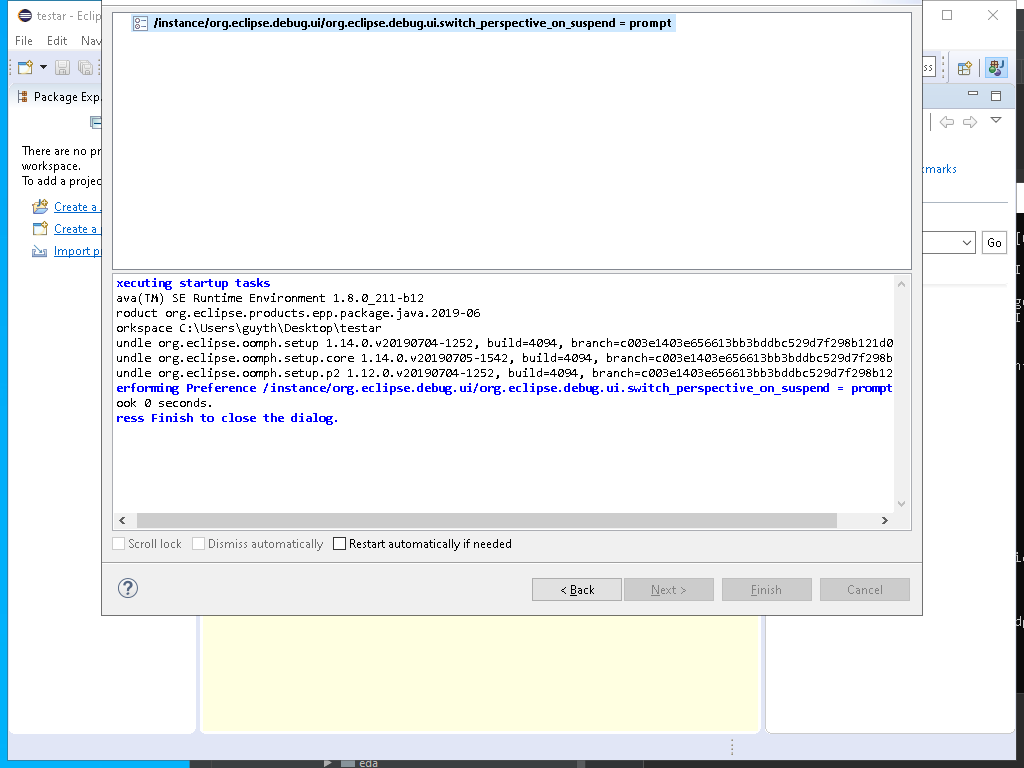 testar - Eclip
/instance/org.eclipse.debug.ui/org.eclipse.debug.ui.switch_perspective_on_suspend = prompt
File Edit Nav
ss
Package Exp
There are no pr
workspace.
To add a projec
Create a
Create a
Import p
kmarks
Go
xecuting startup tasks
ava(TM) SE Runtime Environment 1.8.0_211-b12
roduct org.eclipse.products.epp.package.java.2019-06
orkspace C:\Users\guyth\Desktop\testar
undle org.eclipse.oomph.setup 1.14.0.v20190704-1252, build=4094, branch=c003e1403e656613bb3bddbc529d7f298b121d0
undle org.eclipse.oomph.setup.core 1.14.0.v20190705-1542, build=4094, branch=c003e1403e656613bb3bddbc529d7f298b
undle org.eclipse.oomph.setup.p2 1.12.0.v20190704-1252, build=4094, branch=c003e1403e656613bb3bddbc529d7f298b12
erforming Preference /instance/org.eclipse.debug.ui/org.eclipse.debug.ui.switch_perspective_on_suspend = prompt
ook 0 seconds.
ress Finish to close the dialog.
Scroll lock Dismiss automatically Restart automatically if needed
? < Back Next > Finish Cancel
eda